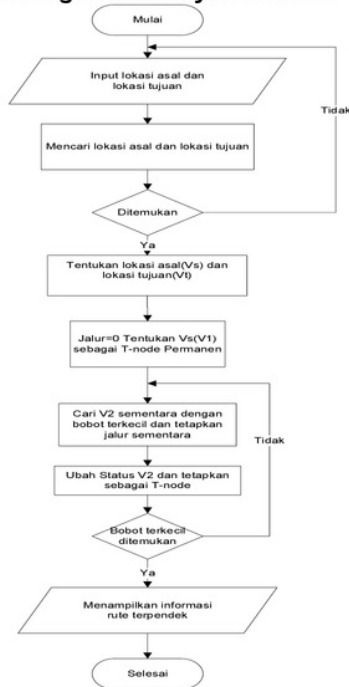 Mulai
Input lokasi asal dan
lokasi tujuan
Tidak
Mencari lokasi asal dan lokasi tujuan
Ditemukan
Ya
Tentukan lokasi asal(Vs) dan
lokasi tujuan(Vt)
Jalur=0 Tentukan Vs(V1)
sebagai T-node Permanen
Cari V2 sementara dengan
bobot terkecil dan tetapkan
jalur sementara
Tidak
Ubah Status V2 dan tetapkan
sebagai T-node
Bobot terkecil
ditemukan
Ya
Menampilkan informasi
rute terpendek
Selesai